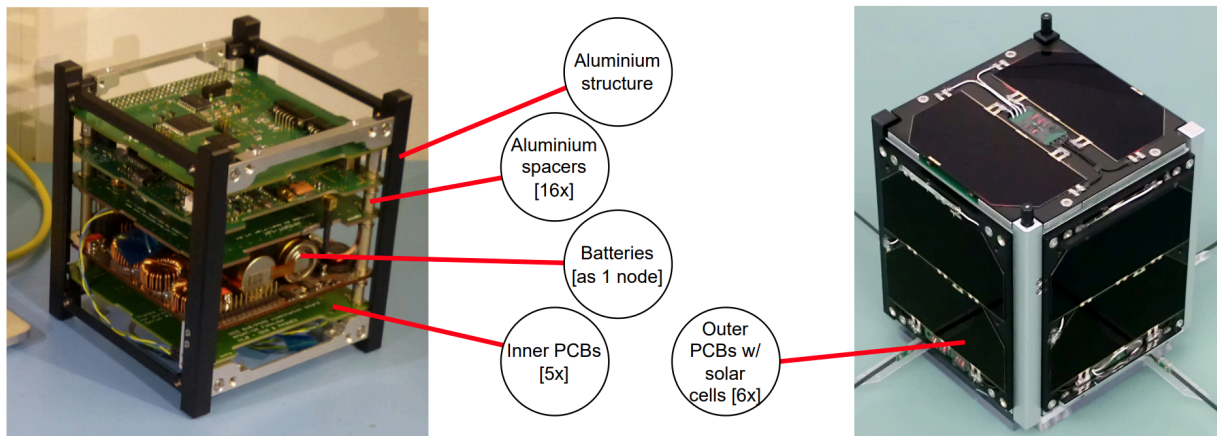 Aluminium
structure
Aluminium
spacers
[16x]
Batteries
[as 1 node]
Inner PCBs
[5x]
Outer
PCBs w/
solar
cells [6x]